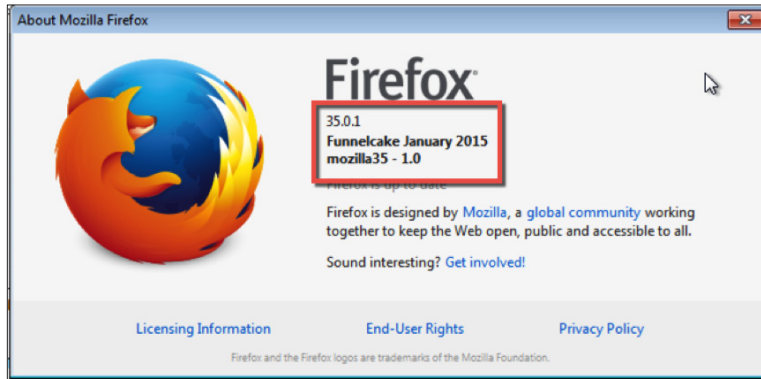 About Mozilla Firefox
Firefox
35.0.1
Funnelcake January 2015
mozilla35 - 1.0
Firefox is up to date
Firefox is designed by Mozilla, a global community working
together to keep the Web open, public and accessible to all.
Sound interesting? Get involved!
Licensing Information End-User Rights Privacy Policy
Firefox and the Firefox logos are trademarks of the Mozilla Foundation.